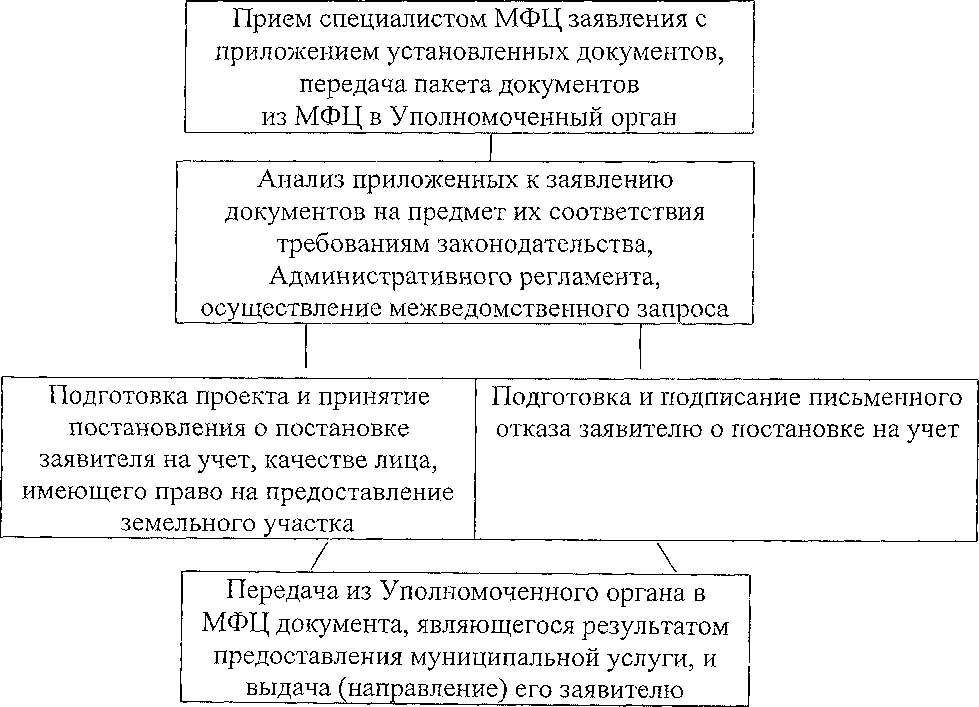 Прием специалистом МФЦ заявления с
приложением установленных документов,
передача пакета документов
из МФЦ в Уполномоченный орган
Анализ приложенных к заявлению
документов на предмет их соответствия
требованиям законодательства,
Административного регламента,
осуществление межведомственного запроса
Подготовка проекта и принятие
постановления о постановке
заявителя на учет, качестве лица,
имеющего право на предоставление
земельного участка
Подготовка и подписание письменного
отказа заявителю о постановке на учет
Передача из Уполномоченного органа в
МФЦ документа, являющегося результатом
предоставления муниципальной услуги, и
выдача (направление) его заявителю